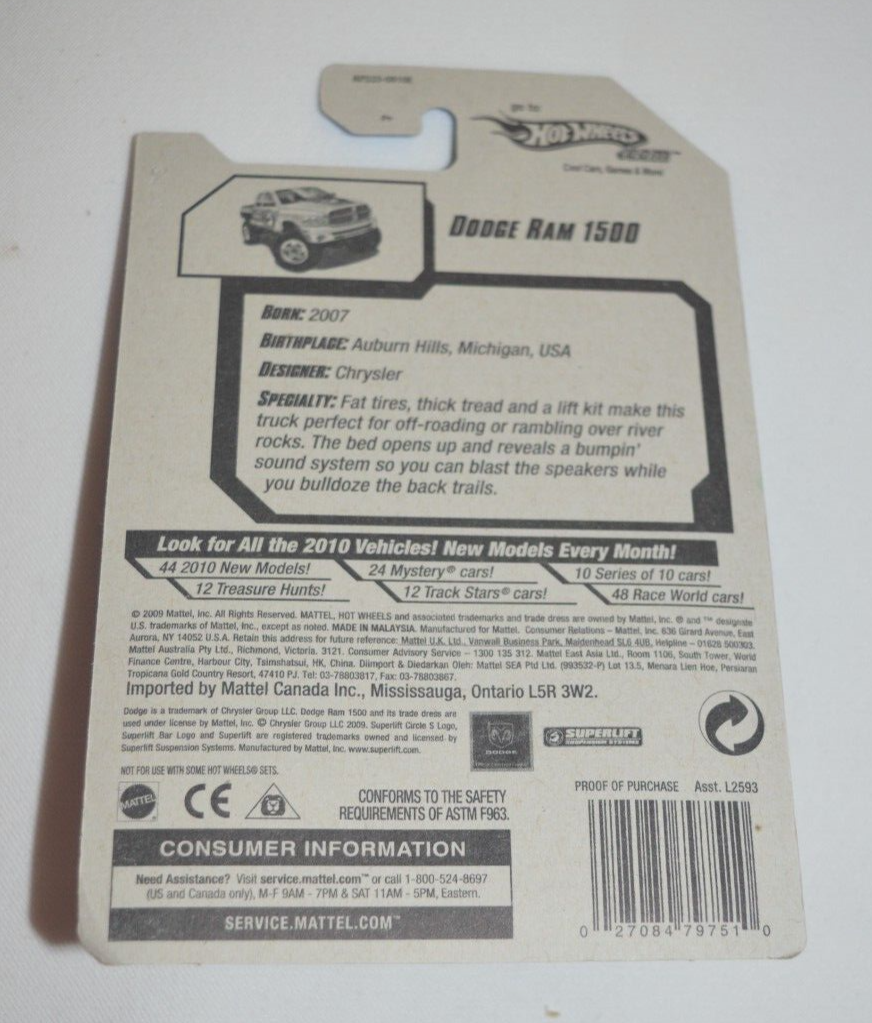 go to:
HOT WHEELS
.COM™
Cool Cars, Games & More!
DODGE RAM 1500
BORN: 2007
BIRTHPLACE: Auburn Hills, Michigan, USA
DESIGNER: Chrysler
SPECIALTY: Fat tires, thick tread and a lift kit make this
truck perfect for off-roading or rambling over river
rocks. The bed opens up and reveals a bumpin'
sound system so you can blast the speakers while
you bulldoze the back trails.
Look for All the 2010 Vehicles! New Models Every Month!
44 2010 New Models! 24 Mystery® cars! 10 Series of 10 cars!
12 Treasure Hunts! 12 Track Stars® cars! 48 Race World cars!
© 2009 Mattel, Inc. All Rights Reserved. MATTEL, HOT WHEELS and associated trademarks and trade dress are owned by Mattel, Inc. ® and ™ designate
U.S. trademarks of Mattel, Inc., except as noted. MADE IN MALAYSIA. Manufactured for Mattel. Consumer Relations – Mattel, Inc. 636 Girard Avenue, East
Aurora, NY 14052 U.S.A. Retain this address for future reference: Mattel U.K. Ltd., Vanwall Business Park, Maidenhead SL6 4UB, Helpline – 01628 500303.
Mattel Australia Pty Ltd., Richmond, Victoria. 3121. Consumer Advisory Service – 1300 135 312. Mattel East Asia Ltd., Room 1106, South Tower, World
Finance Centre, Harbour City, Tsimshatsui, HK, China. Diimport & Diedarkan Oleh: Mattel SEA Ptd Ltd. (993532-P) Lot 13.5, Menara Lien Hoe, Persiaran
Tropicana Gold Country Resort, 47410 PJ. Tel: 03-78803817, Fax: 03-78803867.
Imported by Mattel Canada Inc., Mississauga, Ontario L5R 3W2.
Dodge is a trademark of Chrysler Group LLC. Dodge Ram 1500 and its trade dress are
used under license by Mattel, Inc. © Chrysler Group LLC 2009. Superlift Circle S Logo,
Superlift Bar Logo and Superlift are registered trademarks owned and licensed by
Superlift Suspension Systems. Manufactured by Mattel, Inc. www.superlift.com.
DODGE
SUPERLIFT
SUSPENSION SYSTEMS
NOT FOR USE WITH SOME HOT WHEELS® SETS.
PROOF OF PURCHASE Asst. L2593
MATTEL
CE
CONFORMS TO THE SAFETY
REQUIREMENTS OF ASTM F963.
CONSUMER INFORMATION
Need Assistance? Visit service.mattel.com™ or call 1-800-524-8697
(US and Canada only), M-F 9AM - 7PM & SAT 11AM - 5PM, Eastern.
SERVICE.MATTEL.COM™
0 27084 79751 0